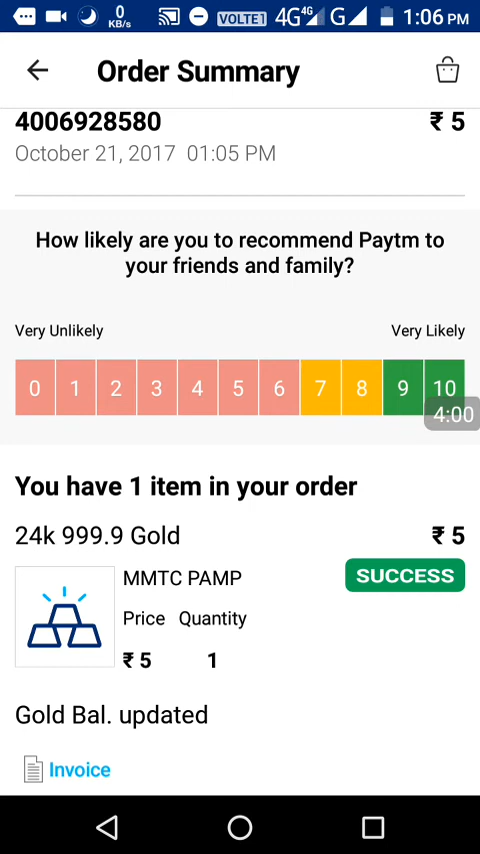 0
KB/s
VOLTE1 4G 4G G 1:06 PM
Order Summary
4006928580 ₹ 5
October 21, 2017 01:05 PM
How likely are you to recommend Paytm to
your friends and family?
Very Unlikely Very Likely
0 1 2 3 4 5 6 7 8 9 10
4:00
You have 1 item in your order
24k 999.9 Gold ₹ 5
MMTC PAMP SUCCESS
Price Quantity
₹ 5 1
Gold Bal. updated
Invoice